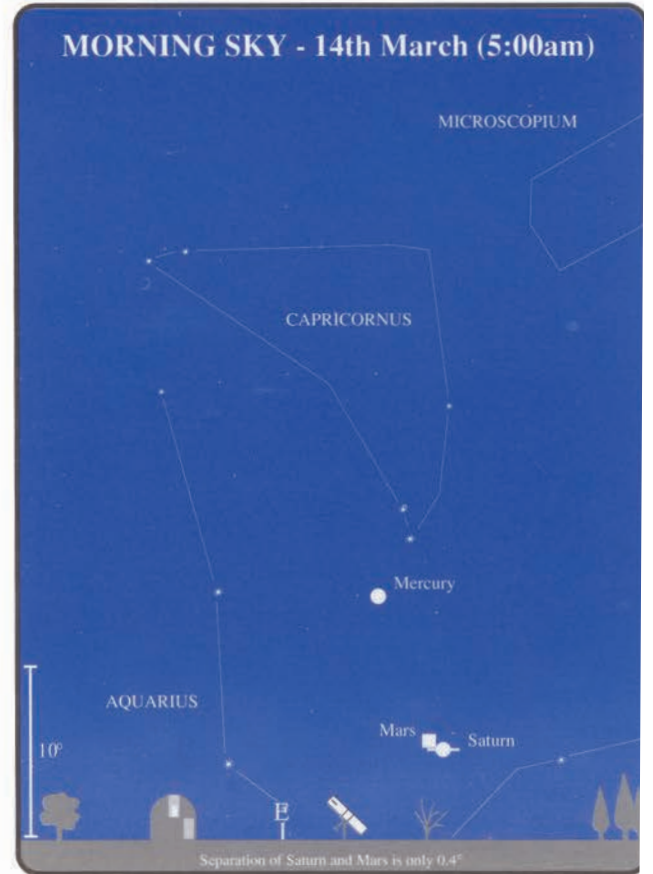 MORNING SKY - 14th March (5:00am)
MICROSCOPIUM
CAPRICORNUS
Mercury
AQUARIUS
Mars
Saturn
10°
E
Separation of Saturn and Mars is only 0.4°